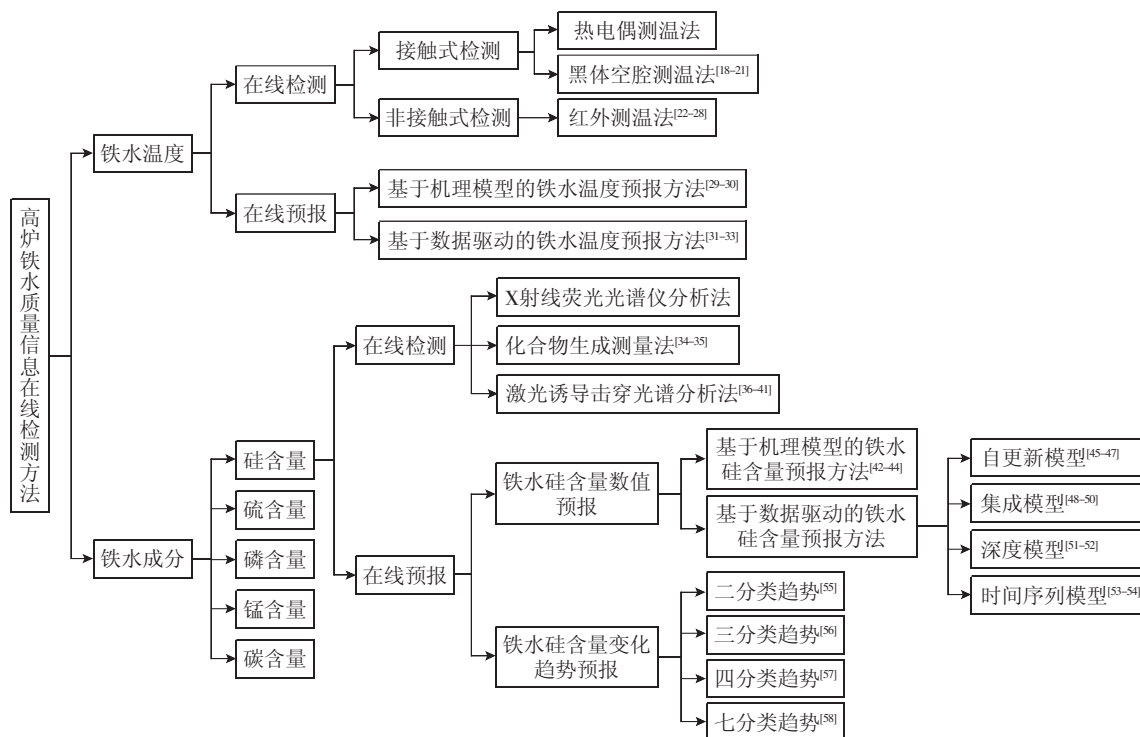 高炉铁水质量信息在线检测方法
铁水温度
在线检测
接触式检测
热电偶测温法
黑体空腔测温法[18–21]
非接触式检测
红外测温法[22–28]
在线预报
基于机理模型的铁水温度预报方法[29–30]
基于数据驱动的铁水温度预报方法[31–33]
铁水成分
硅含量
在线检测
X射线荧光光谱仪分析法
化合物生成测量法[34–35]
激光诱导击穿光谱分析法[36–41]
在线预报
铁水硅含量数值
预报
基于机理模型的铁水
硅含量预报方法[42–44]
基于数据驱动的铁水
硅含量预报方法
自更新模型[45–47]
集成模型[48–50]
深度模型[51–52]
时间序列模型[53–54]
铁水硅含量变化
趋势预报
二分类趋势[55]
三分类趋势[56]
四分类趋势[57]
七分类趋势[58]
硫含量
磷含量
锰含量
碳含量